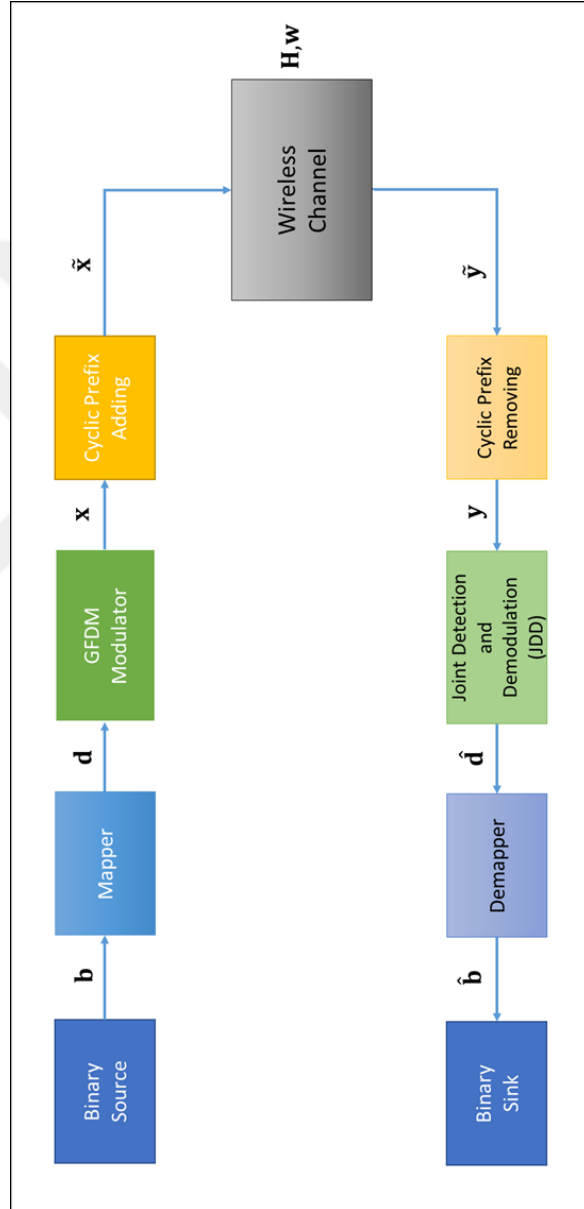 Binary
Source
b
Mapper
d
GFDM
Modulator
x
Cyclic Prefix
Adding
x̃
Wireless
Channel
H,w
ỹ
Cyclic Prefix
Removing
y
Joint Detection
and
Demodulation
(JDD)
d̂
Demapper
b̂
Binary
Sink